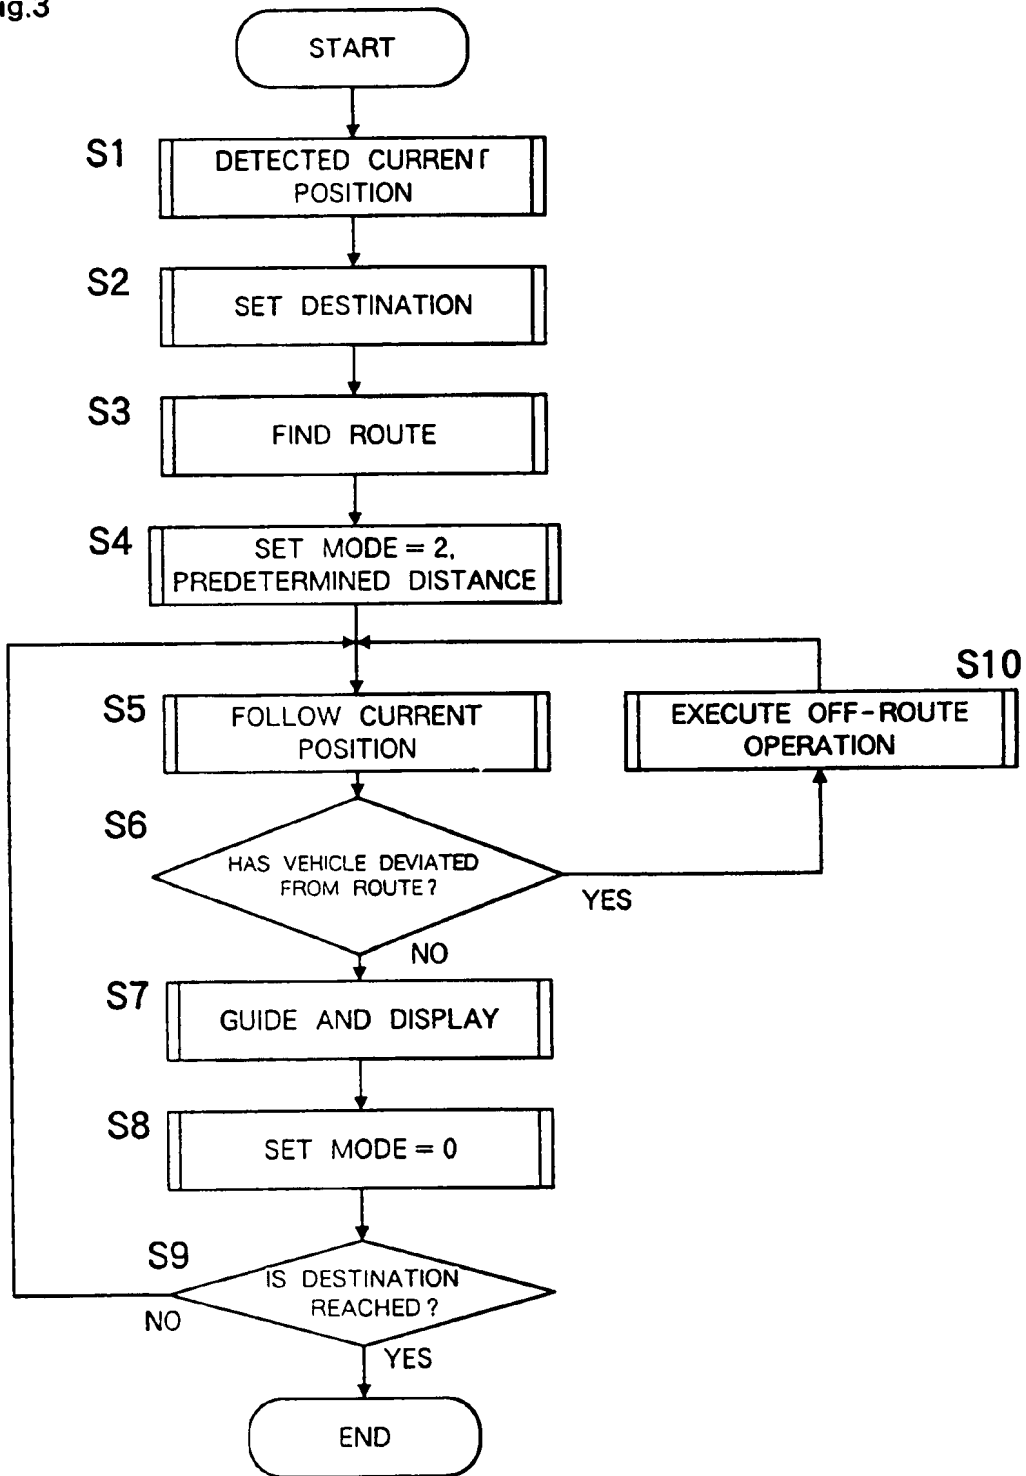 ig.3
START
S1
DETECTED CURRENT
POSITION
S2
SET DESTINATION
S3
FIND ROUTE
S4
SET MODE = 2,
PREDETERMINED DISTANCE
S5
FOLLOW CURRENT
POSITION
S10
EXECUTE OFF-ROUTE
OPERATION
S6
HAS VEHICLE DEVIATED
FROM ROUTE?
YES
NO
S7
GUIDE AND DISPLAY
S8
SET MODE = 0
S9
IS DESTINATION
REACHED?
NO
YES
END